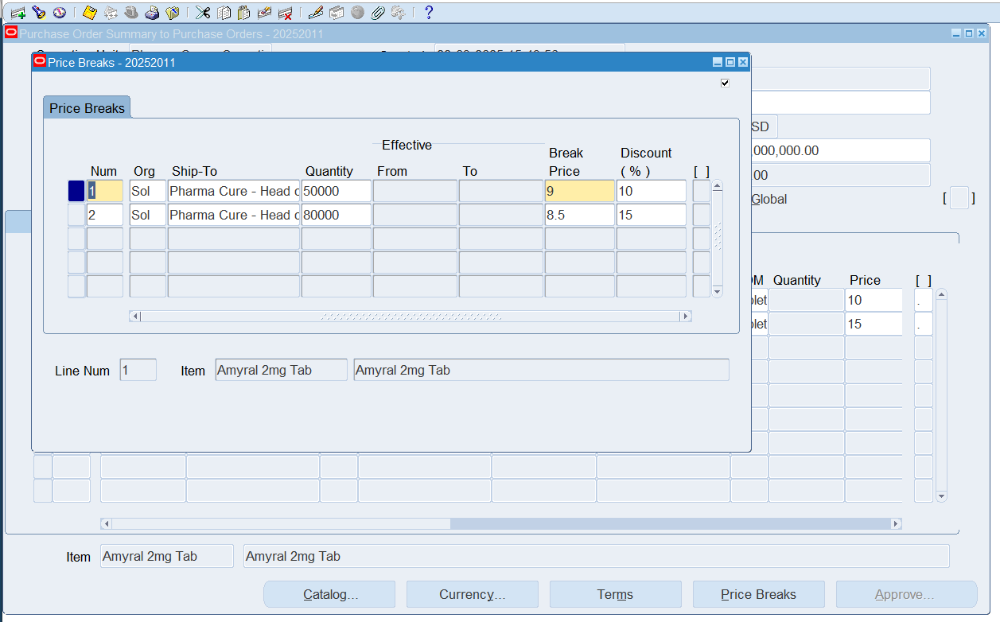 Purchase Order Summary to Purchase Orders - 20252011
Price Breaks - 20252011
Price Breaks
SD
000,000.00
00
Global [ ]
Effective
Break Discount
Num Org Ship-To Quantity From To Price ( % ) [ ]
1 Sol Pharma Cure - Head 50000 9 10
2 Sol Pharma Cure - Head 80000 8.5 15
Quantity Price [ ]
10 .
15 .
Line Num 1 Item Amyral 2mg Tab Amyral 2mg Tab
Item Amyral 2mg Tab Amyral 2mg Tab
Catalog... Currency... Terms Price Breaks Approve...